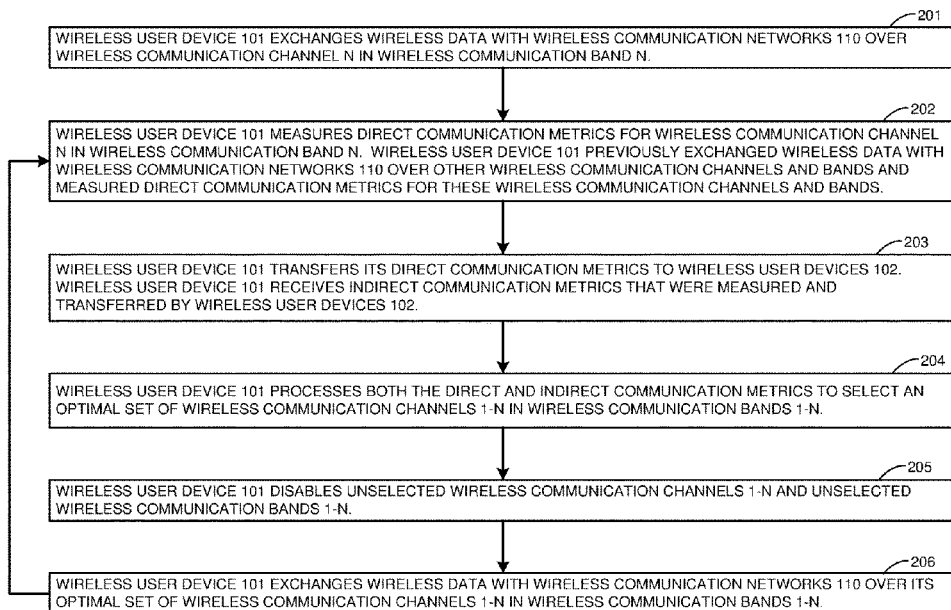 201
WIRELESS USER DEVICE 101 EXCHANGES WIRELESS DATA WITH WIRELESS COMMUNICATION NETWORKS 110 OVER
WIRELESS COMMUNICATION CHANNEL N IN WIRELESS COMMUNICATION BAND N.
202
WIRELESS USER DEVICE 101 MEASURES DIRECT COMMUNICATION METRICS FOR WIRELESS COMMUNICATION CHANNEL
N IN WIRELESS COMMUNICATION BAND N. WIRELESS USER DEVICE 101 PREVIOUSLY EXCHANGED WIRELESS DATA WITH
WIRELESS COMMUNICATION NETWORKS 110 OVER OTHER WIRELESS COMMUNICATION CHANNELS AND BANDS AND
MEASURED DIRECT COMMUNICATION METRICS FOR THESE WIRELESS COMMUNICATION CHANNELS AND BANDS.
203
WIRELESS USER DEVICE 101 TRANSFERS ITS DIRECT COMMUNICATION METRICS TO WIRELESS USER DEVICES 102.
WIRELESS USER DEVICE 101 RECEIVES INDIRECT COMMUNICATION METRICS THAT WERE MEASURED AND
TRANSFERRED BY WIRELESS USER DEVICES 102.
204
WIRELESS USER DEVICE 101 PROCESSES BOTH THE DIRECT AND INDIRECT COMMUNICATION METRICS TO SELECT AN
OPTIMAL SET OF WIRELESS COMMUNICATION CHANNELS 1-N IN WIRELESS COMMUNICATION BANDS 1-N.
205
WIRELESS USER DEVICE 101 DISABLES UNSELECTED WIRELESS COMMUNICATION CHANNELS 1-N AND UNSELECTED
WIRELESS COMMUNICATION BANDS 1-N.
206
WIRELESS USER DEVICE 101 EXCHANGES WIRELESS DATA WITH WIRELESS COMMUNICATION NETWORKS 110 OVER ITS
OPTIMAL SET OF WIRELESS COMMUNICATION CHANNELS 1-N IN WIRELESS COMMUNICATION BANDS 1-N.